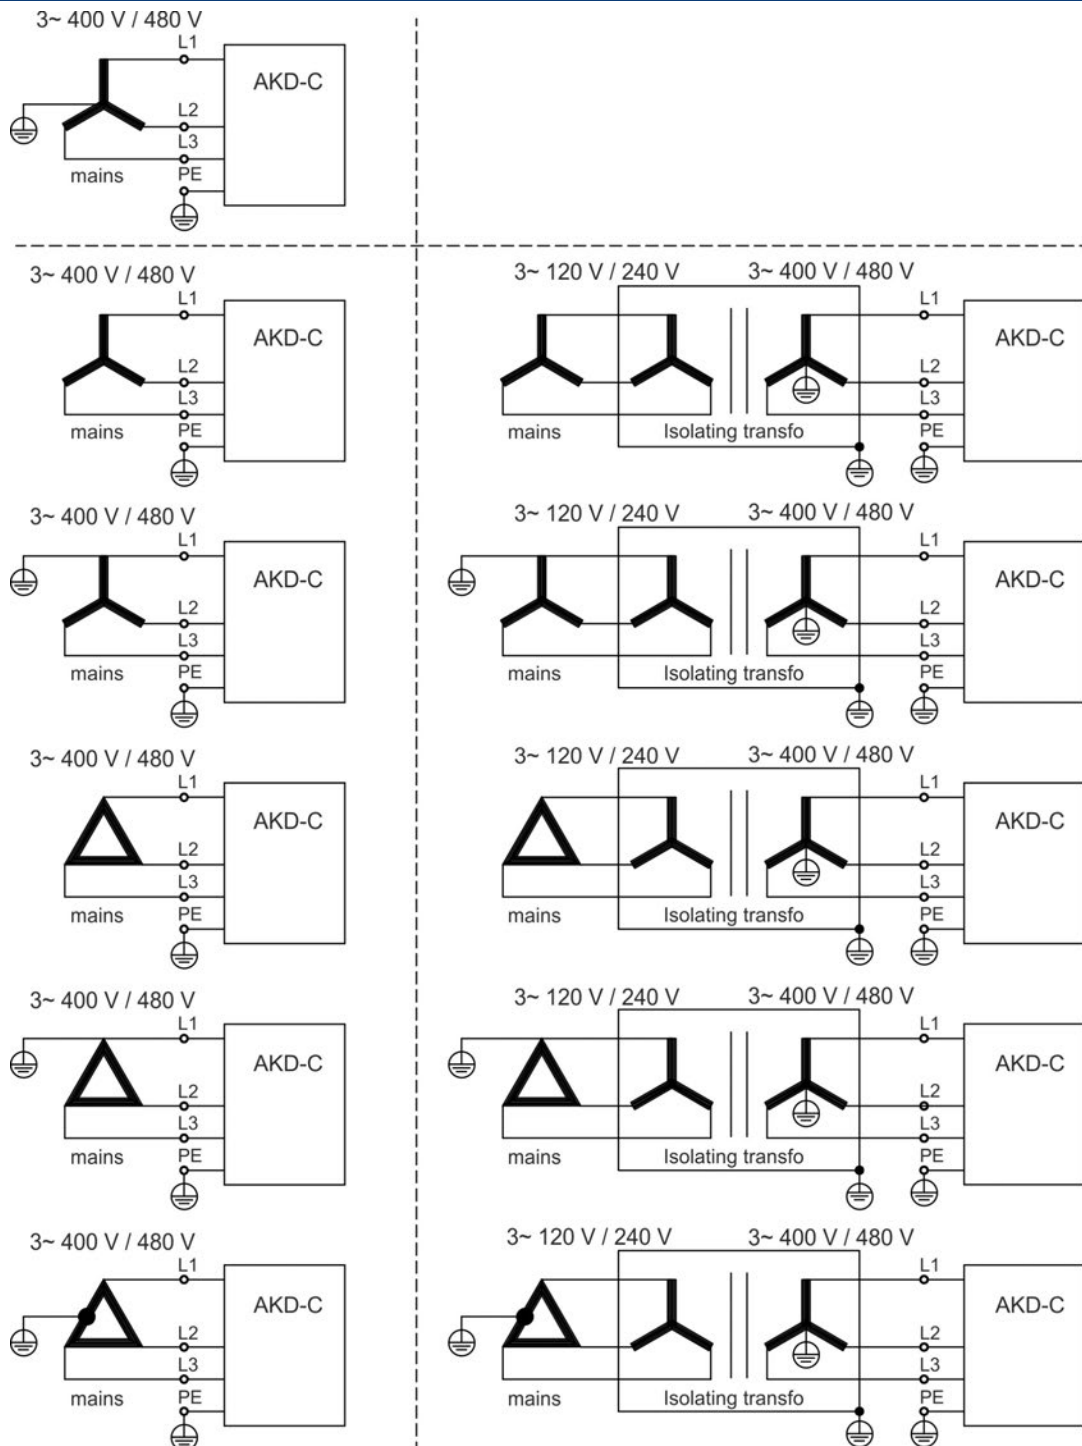 3~ 400 V / 480 V
L1
AKD-C
L2
L3
mains
PE
3~ 400 V / 480 V
L1
AKD-C
L2
L3
mains
PE
3~ 120 V / 240 V
3~ 400 V / 480 V
L1
AKD-C
L2
L3
mains
Isolating transfo
PE
3~ 400 V / 480 V
L1
AKD-C
L2
L3
mains
PE
3~ 120 V / 240 V
3~ 400 V / 480 V
L1
AKD-C
L2
L3
mains
Isolating transfo
PE
3~ 400 V / 480 V
L1
AKD-C
L2
L3
mains
PE
3~ 120 V / 240 V
3~ 400 V / 480 V
L1
AKD-C
L2
L3
mains
Isolating transfo
PE
3~ 400 V / 480 V
L1
AKD-C
L2
L3
mains
PE
3~ 120 V / 240 V
3~ 400 V / 480 V
L1
AKD-C
L2
L3
mains
Isolating transfo
PE
3~ 400 V / 480 V
L1
AKD-C
L2
L3
mains
PE
3~ 120 V / 240 V
3~ 400 V / 480 V
L1
AKD-C
L2
L3
mains
Isolating transfo
PE